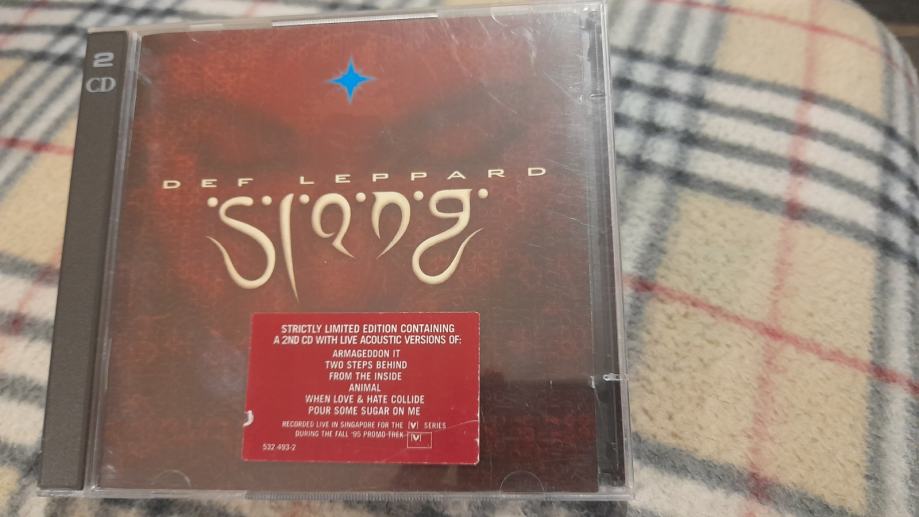 2
CD
DEF LEPPARD
Slang
STRICTLY LIMITED EDITION CONTAINING
A 2ND CD WITH LIVE ACOUSTIC VERSIONS OF:
ARMAGEDDON IT
TWO STEPS BEHIND
FROM THE INSIDE
ANIMAL
WHEN LOVE & HATE COLLIDE
POUR SOME SUGAR ON ME
RECORDED LIVE IN SINGAPORE FOR THE [V] SERIES
DURING THE FALL '95 PROMO-TREK [V]
532 493-2